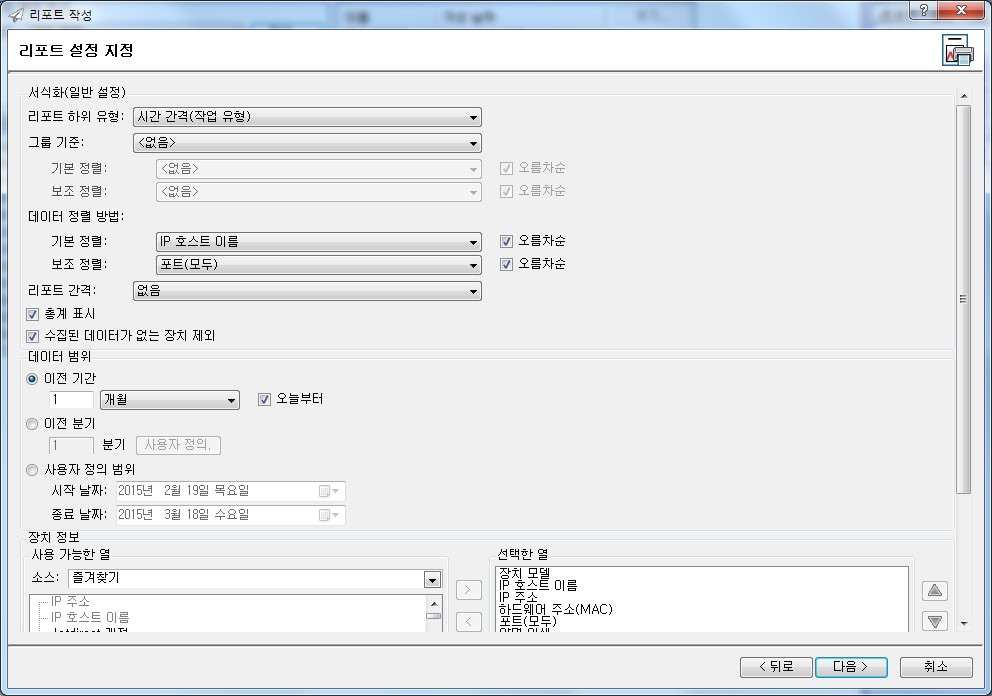 리포트 작성
리포트 설정 지정
서식화(일반 설정)
리포트 하위 유형: 시간 간격(작업 유형)
그룹 기준: <없음>
기본 정렬: <없음> 오름차순
보조 정렬: <없음> 오름차순
데이터 정렬 방법:
기본 정렬: IP 호스트 이름 오름차순
보조 정렬: 포트(모두) 오름차순
리포트 간격: 없음
총계 표시
수집된 데이터가 없는 장치 제외
데이터 범위
이전 기간
1 개월 오늘부터
이전 분기
1 분기 사용자 정의.
사용자 정의 범위
시작 날짜: 2015년 2월 19일 목요일
종료 날짜: 2015년 3월 18일 수요일
장치 정보
사용 가능한 열
소스: 즐겨찾기
IP 주소
IP 호스트 이름
>
<
선택한 열
장치 모델
IP 호스트 이름
IP 주소
하드웨어 주소(MAC)
포트(모두)
< 뒤로 다음 > 취소